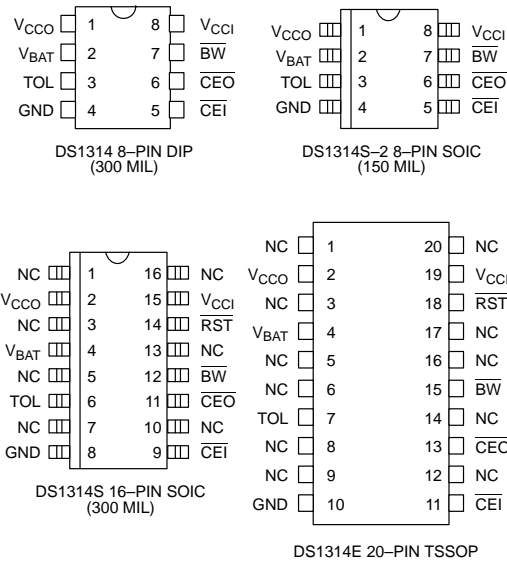 VCCO 1 8 VCCI
VBAT 2 7 BW
TOL 3 6 CEO
GND 4 5 CEI
DS1314 8–PIN DIP
(300 MIL)
VCCO 1 8 VCCI
VBAT 2 7 BW
TOL 3 6 CEO
GND 4 5 CEI
DS1314S–2 8–PIN SOIC
(150 MIL)
NC 1 16 NC
VCCO 2 15 VCCI
NC 3 14 RST
VBAT 4 13 NC
NC 5 12 BW
TOL 6 11 CEO
NC 7 10 NC
GND 8 9 CEI
DS1314S 16–PIN SOIC
(300 MIL)
NC 1 20 NC
VCCO 2 19 VCCI
NC 3 18 RST
VBAT 4 17 NC
NC 5 16 NC
NC 6 15 BW
TOL 7 14 NC
NC 8 13 CEO
NC 9 12 NC
GND 10 11 CEI
DS1314E 20–PIN TSSOP